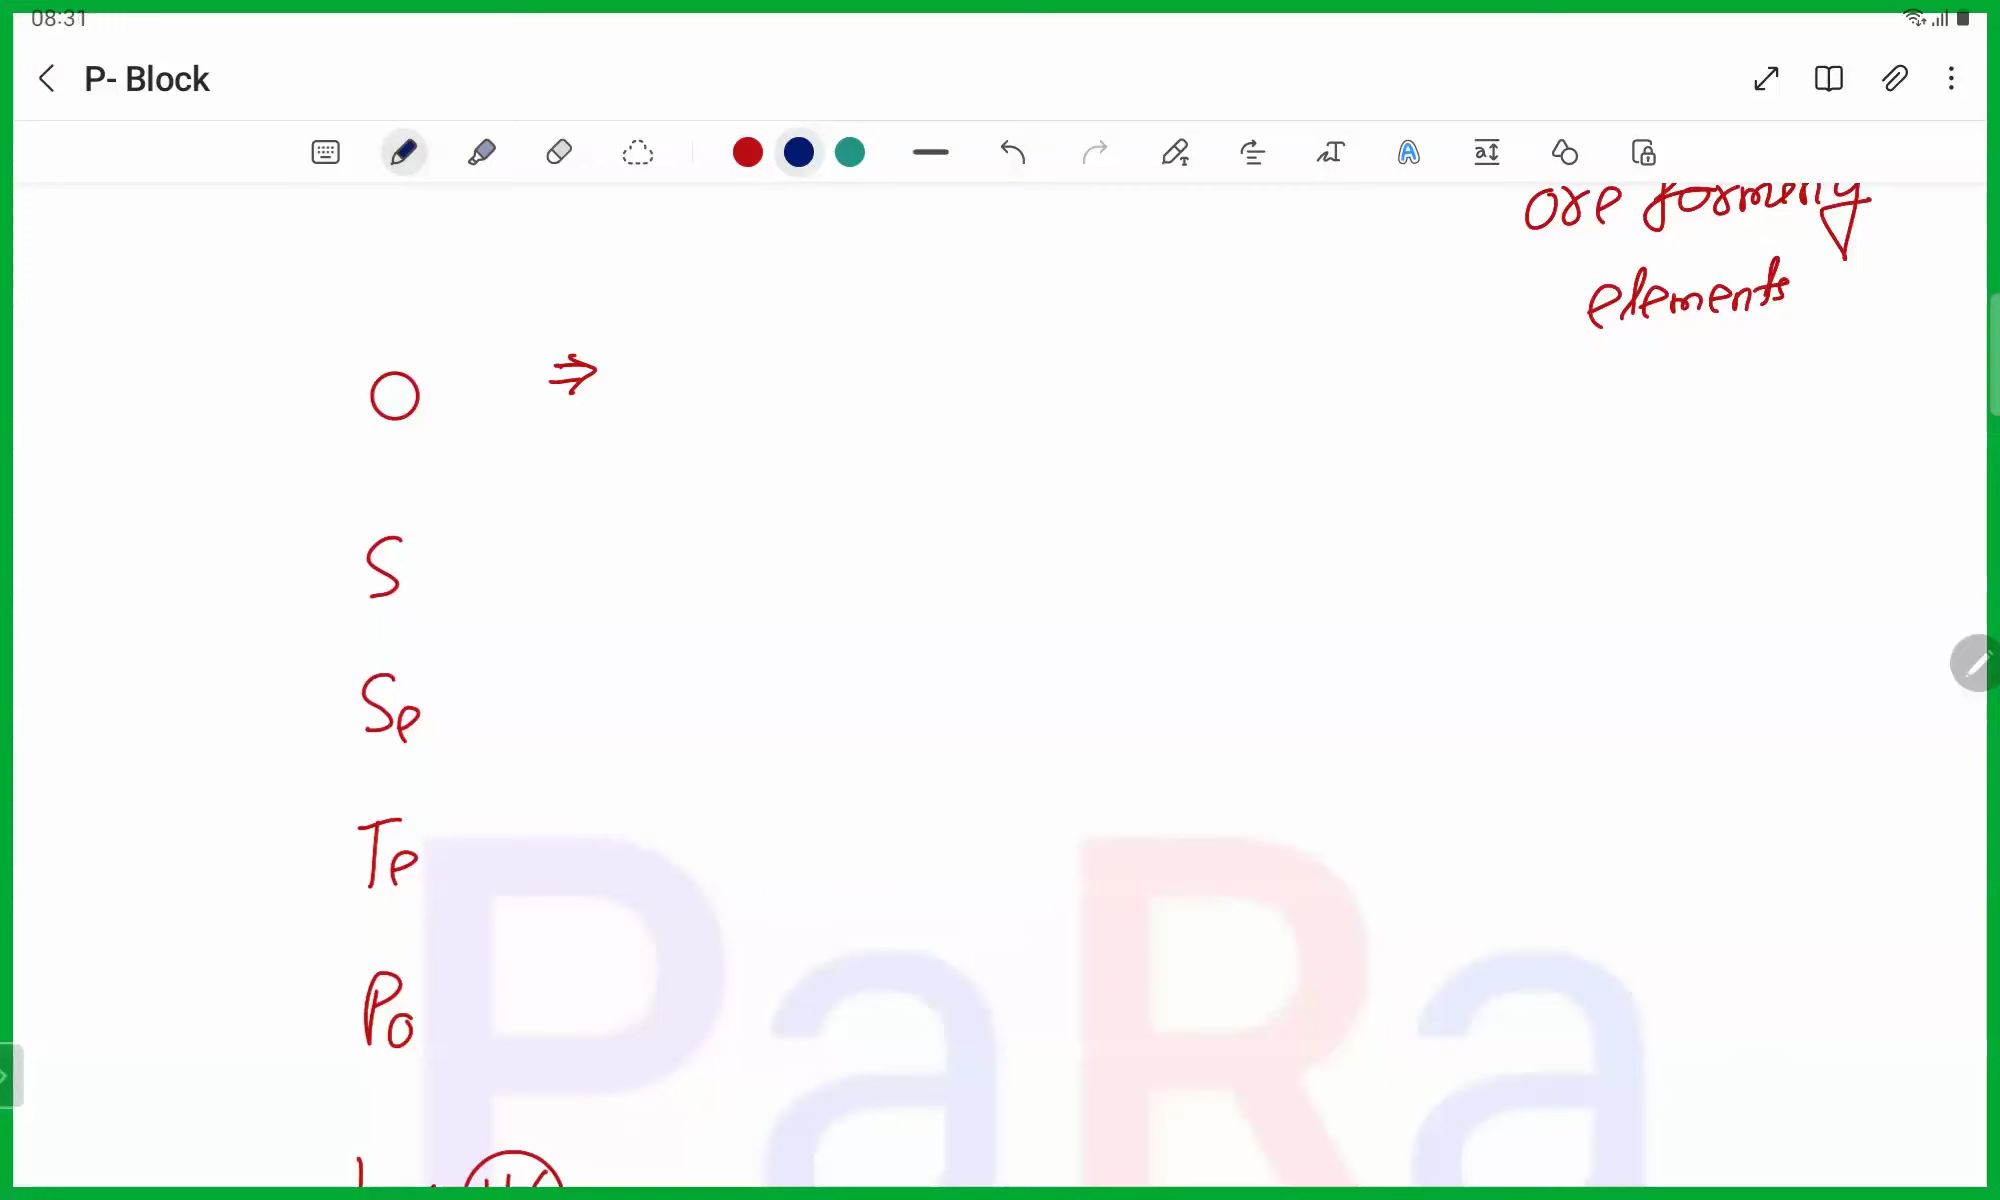 08:31
P- Block
ore forming
elements
O ⇒
S
Se
Te
Po
PaRa